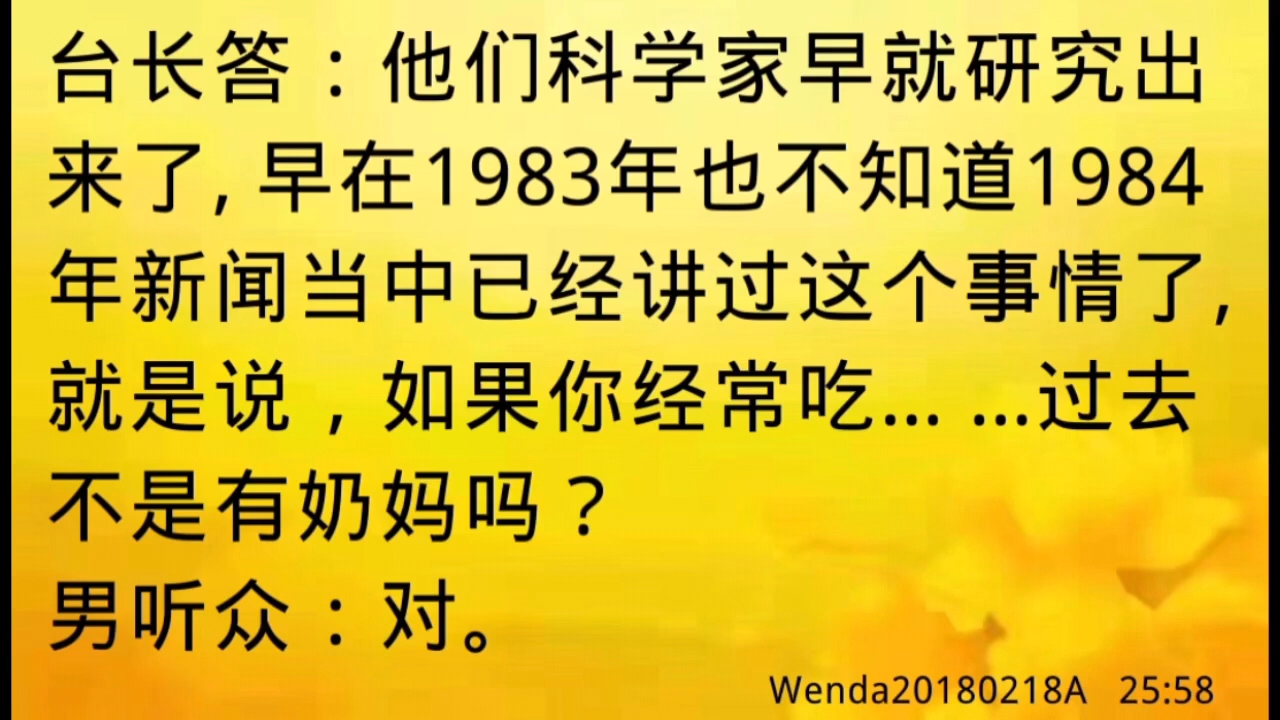 台长答：他们科学家早就研究出
来了, 早在1983年也不知道1984
年新闻当中已经讲过这个事情了,
就是说，如果你经常吃... ...过去
不是有奶妈吗？
男听众：对。
Wenda20180218A 25:58